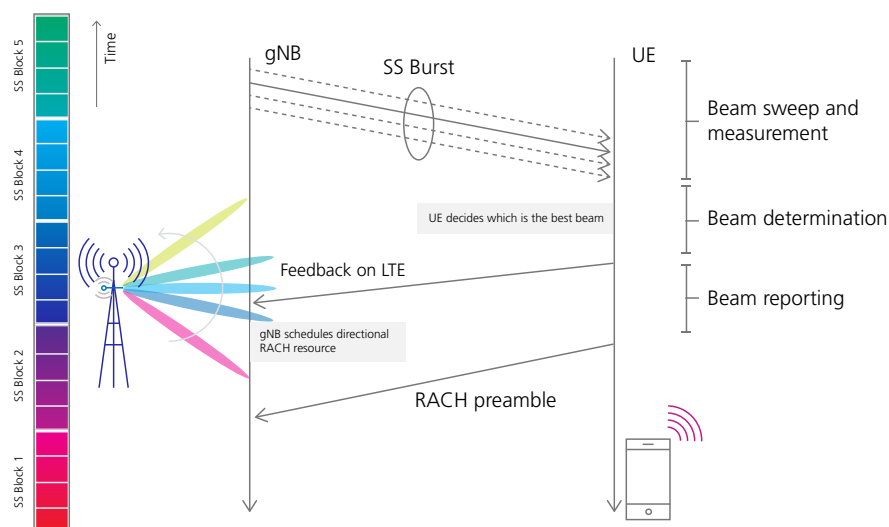 SS Block 5
SS Block 4
SS Block 3
SS Block 2
SS Block 1
Time
gNB
SS Burst
UE
Beam sweep and
measurement
UE decides which is the best beam
Beam determination
Feedback on LTE
Beam reporting
gNB schedules directional
RACH resource
RACH preamble